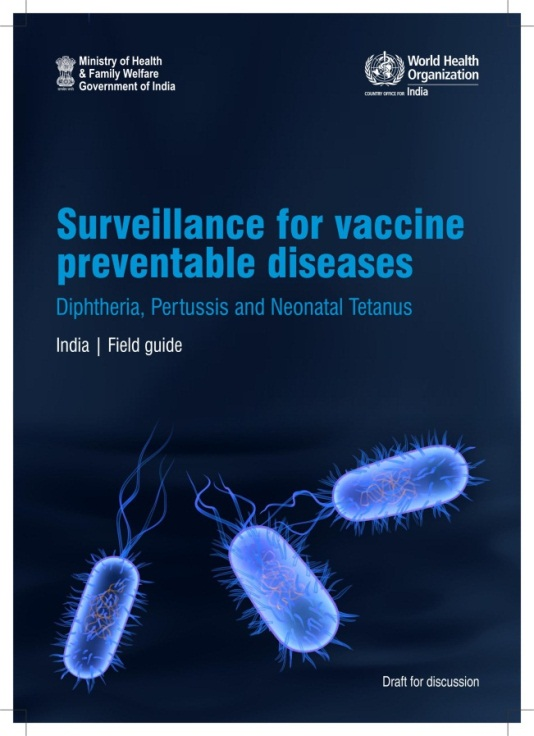 Ministry of Health
& Family Welfare
Government of India
World Health
Organization
COUNTRY OFFICE FOR India
Surveillance for vaccine
preventable diseases
Diphtheria, Pertussis and Neonatal Tetanus
India | Field guide
Draft for discussion